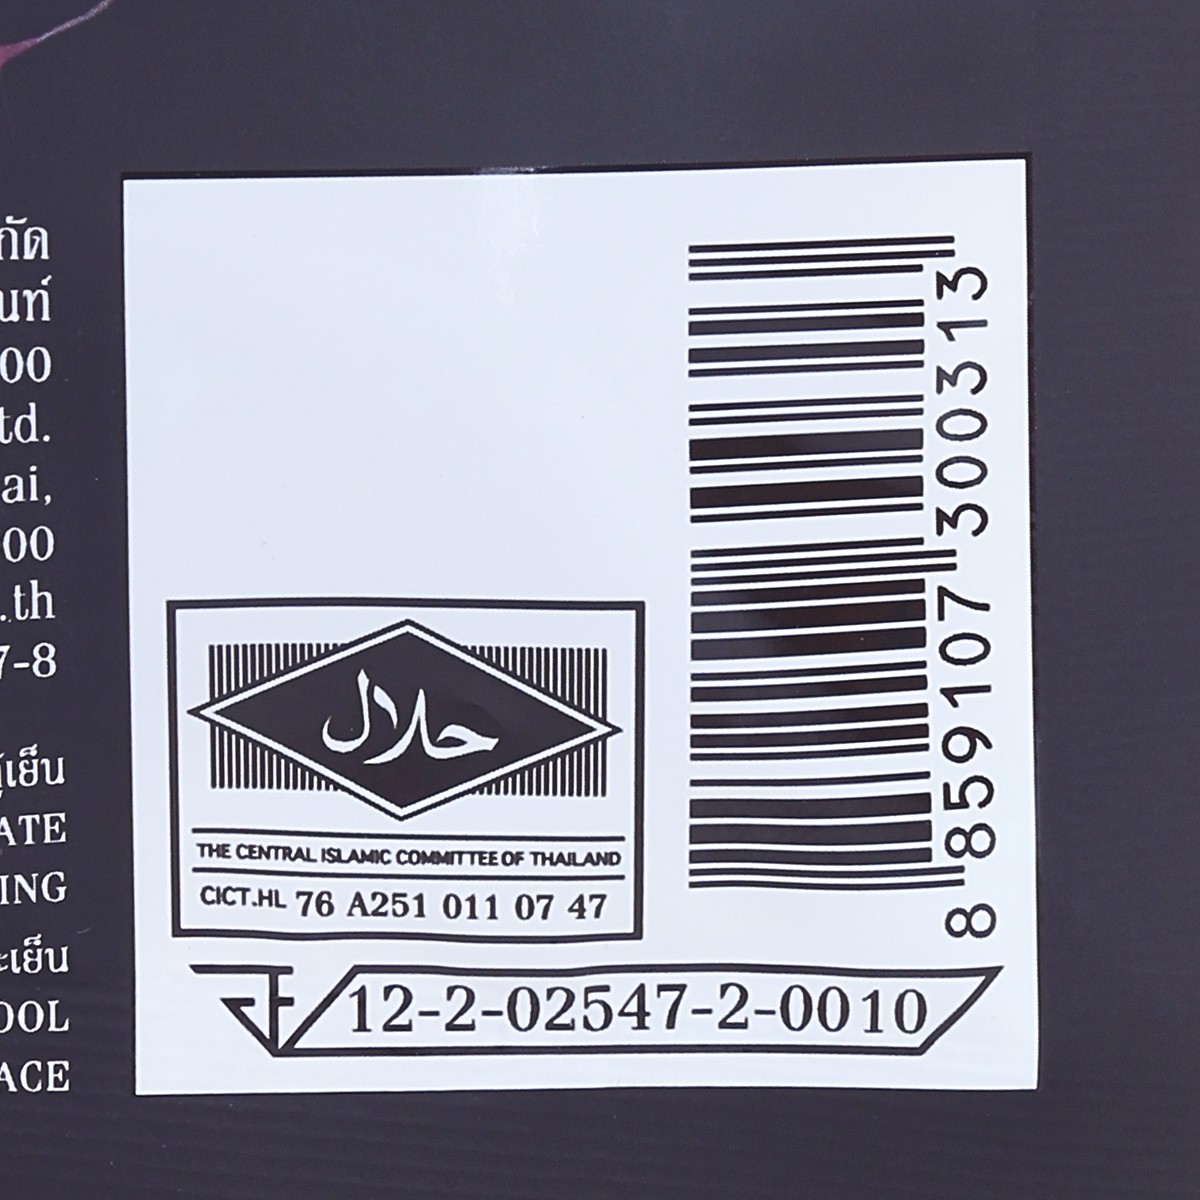 กัด
นท์
00
td.
ai,
00
.th
7-8
เย็น
ATE
ING
ะเย็น
OOL
ACE
حلال
THE CENTRAL ISLAMIC COMMITTEE OF THAILAND
CICT.HL 76 A251 011 07 47
12-2-02547-2-0010
8 859107 300313